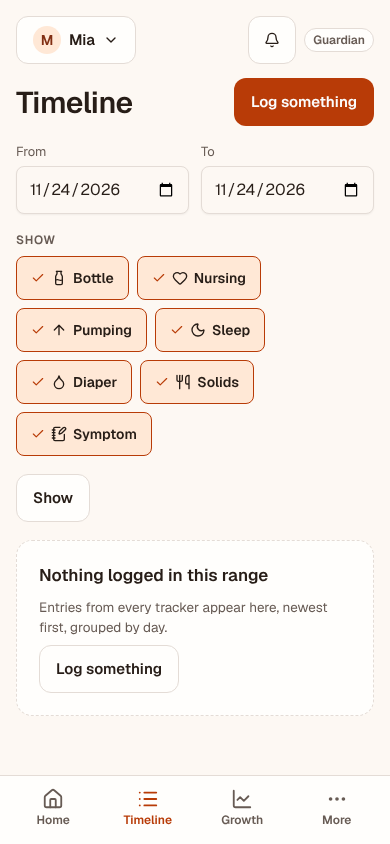 M Mia
Guardian
Timeline
Log something
From
To
11/24/2026
11/24/2026
SHOW
Bottle
Nursing
Pumping
Sleep
Diaper
Solids
Symptom
Show
Nothing logged in this range
Entries from every tracker appear here, newest
first, grouped by day.
Log something
Home
Timeline
Growth
More